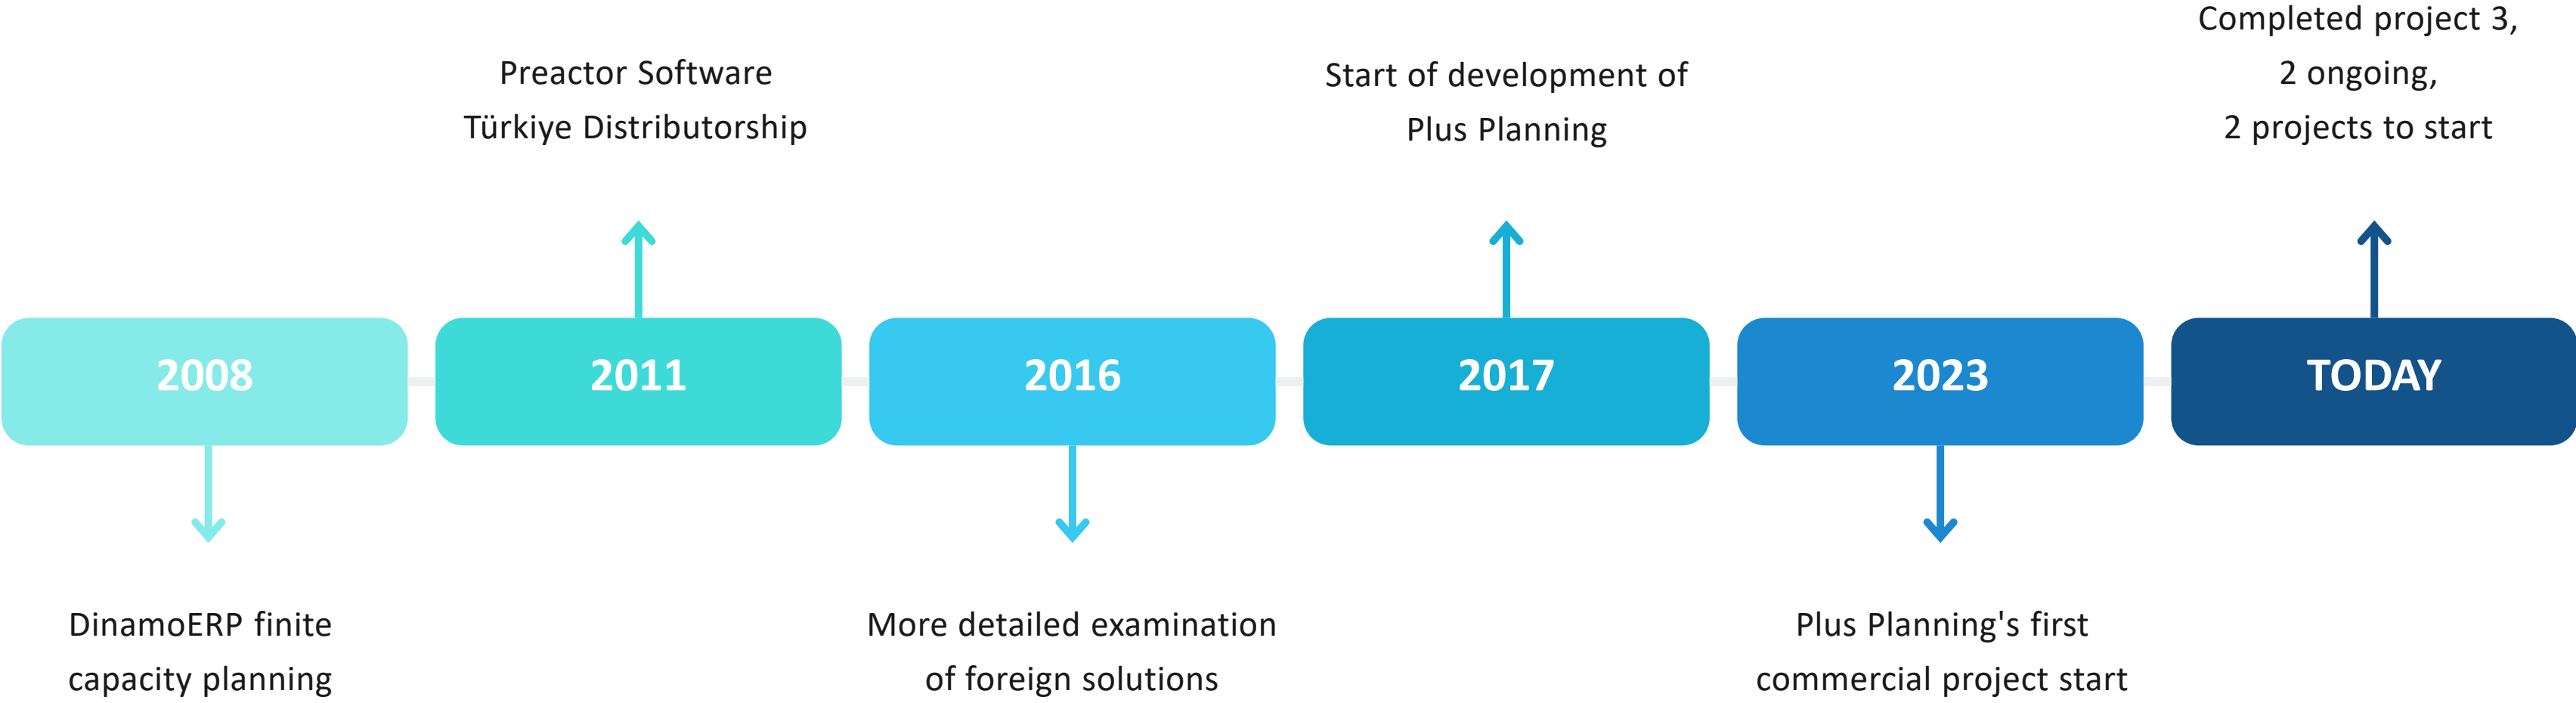 Preactor Software
Türkiye Distributorship
Start of development of
Plus Planning
Completed project 3,
2 ongoing,
2 projects to start
2008
2011
2016
2017
2023
TODAY
DinamoERP finite
capacity planning
More detailed examination
of foreign solutions
Plus Planning's first
commercial project start